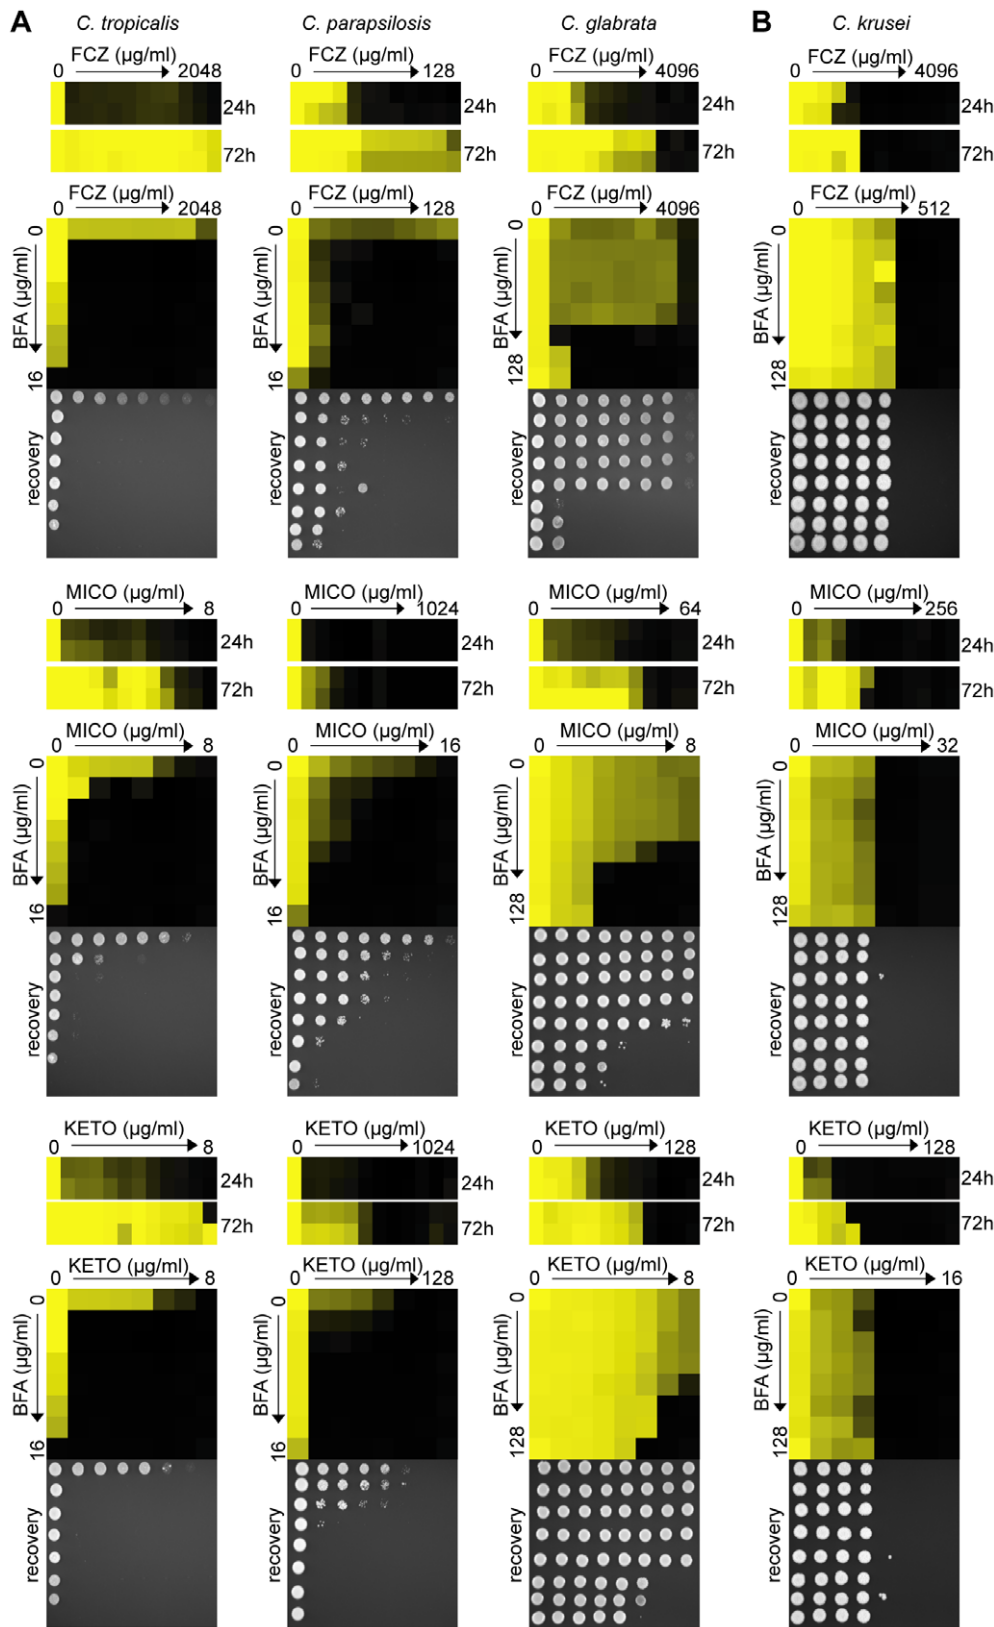 A C. tropicalis C. parapsilosis C. glabrata B C. krusei
FCZ (µg/ml) FCZ (µg/ml) FCZ (µg/ml) FCZ (µg/ml)
0 2048 0 128 0 4096 0 4096
24h 24h 24h 24h
72h 72h 72h 72h
FCZ (µg/ml) FCZ (µg/ml) FCZ (µg/ml) FCZ (µg/ml)
0 2048 0 128 0 4096 0 512
0 0 0 0
BFA (µg/ml) BFA (µg/ml) BFA (µg/ml) BFA (µg/ml)
16 16 128 128
recovery recovery recovery recovery
MICO (µg/ml) MICO (µg/ml) MICO (µg/ml) MICO (µg/ml)
0 8 0 1024 0 64 0 256
24h 24h 24h 24h
72h 72h 72h 72h
MICO (µg/ml) MICO (µg/ml) MICO (µg/ml) MICO (µg/ml)
0 8 0 16 0 8 0 32
0 0 0 0
BFA (µg/ml) BFA (µg/ml) BFA (µg/ml) BFA (µg/ml)
16 16 128 128
recovery recovery recovery recovery
KETO (µg/ml) KETO (µg/ml) KETO (µg/ml) KETO (µg/ml)
0 8 0 1024 0 128 0 128
24h 24h 24h 24h
72h 72h 72h 72h
KETO (µg/ml) KETO (µg/ml) KETO (µg/ml) KETO (µg/ml)
0 8 0 128 0 8 0 16
0 0 0 0
BFA (µg/ml) BFA (µg/ml) BFA (µg/ml) BFA (µg/ml)
16 16 128 128
recovery recovery recovery recovery